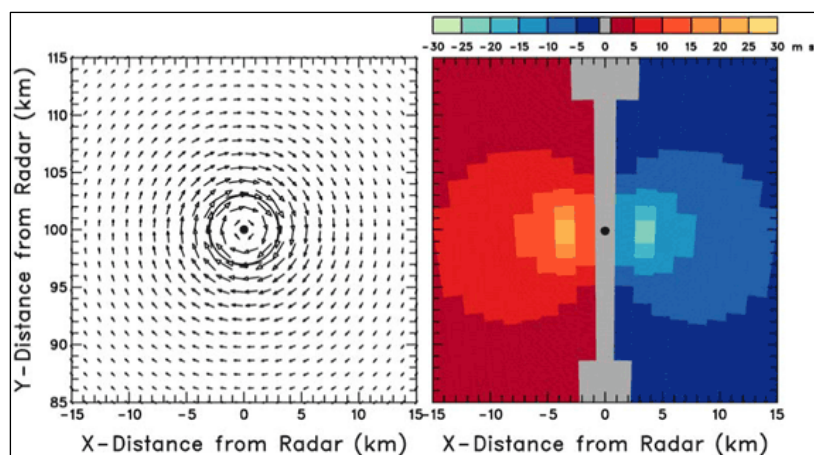 -30 -25 -20 -15 -10 -5 0 5 10 15 20 25 30 m s
115
110
105
100
95
90
85
Y-Distance from Radar (km)
-15 -10 -5 0 5 10 15 -15 -10 -5 0 5 10 15
X-Distance from Radar (km) X-Distance from Radar (km)